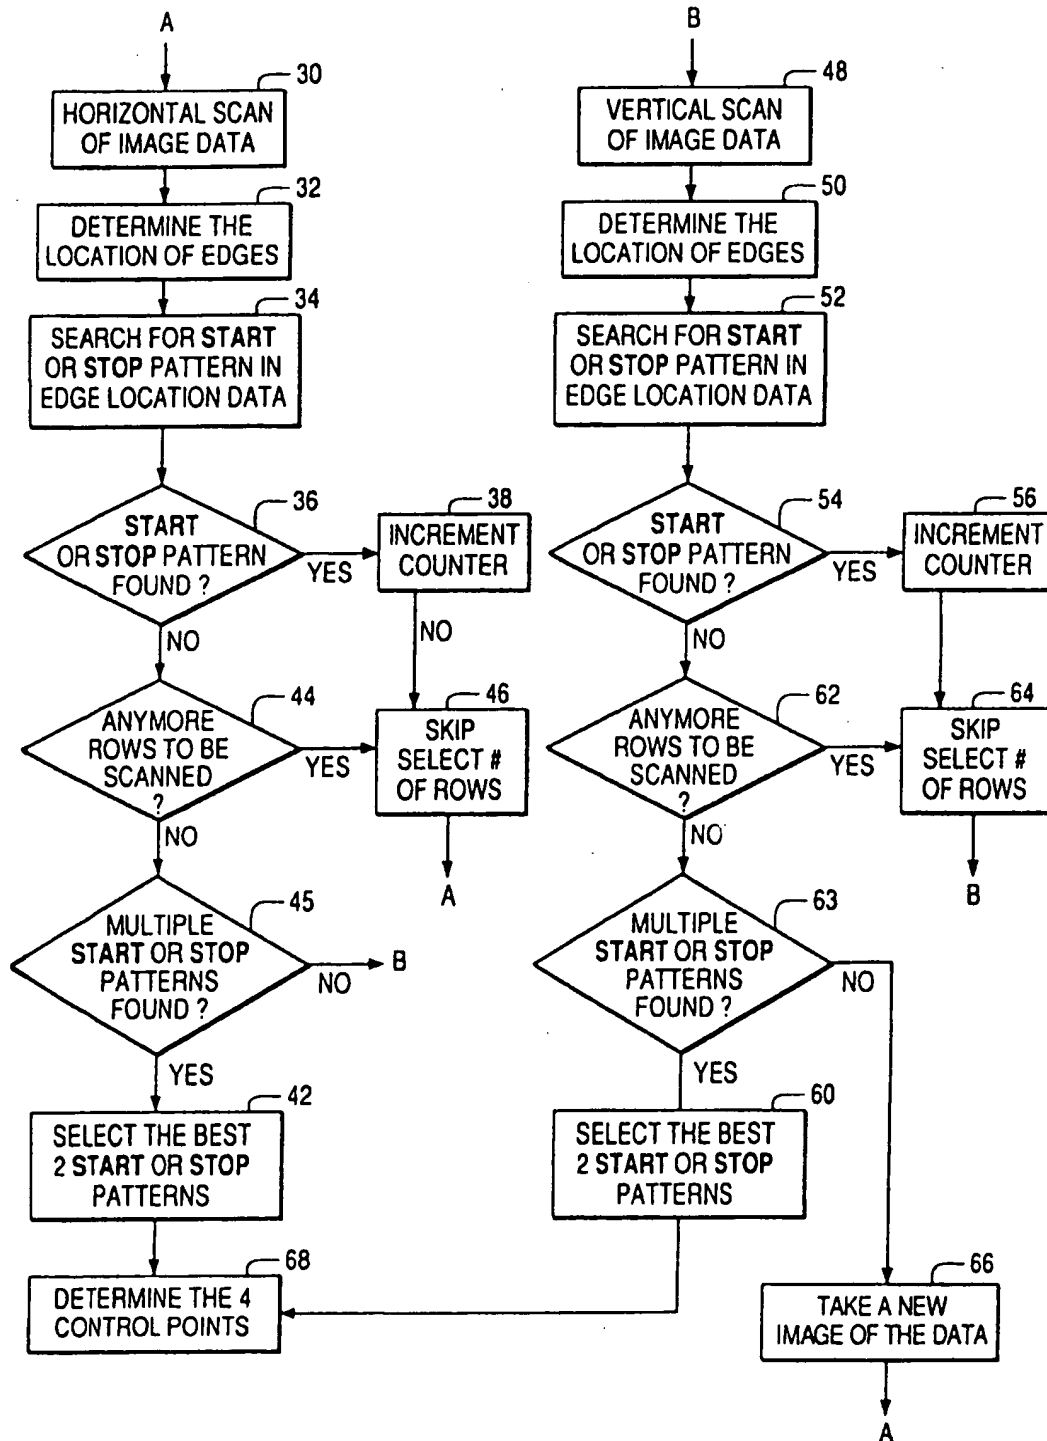 A
30
HORIZONTAL SCAN
OF IMAGE DATA
32
DETERMINE THE
LOCATION OF EDGES
34
SEARCH FOR START
OR STOP PATTERN IN
EDGE LOCATION DATA
36
START
OR STOP PATTERN
FOUND ?
YES
38
INCREMENT
COUNTER
NO
NO
44
ANYMORE
ROWS TO BE
SCANNED
?
YES
46
SKIP
SELECT #
OF ROWS
A
NO
45
MULTIPLE
START OR STOP
PATTERNS
FOUND ?
NO
B
YES
42
SELECT THE BEST
2 START OR STOP
PATTERNS
68
DETERMINE THE 4
CONTROL POINTS
B
48
VERTICAL SCAN
OF IMAGE DATA
50
DETERMINE THE
LOCATION OF EDGES
52
SEARCH FOR START
OR STOP PATTERN IN
EDGE LOCATION DATA
54
START
OR STOP PATTERN
FOUND ?
YES
56
INCREMENT
COUNTER
NO
62
ANYMORE
ROWS TO BE
SCANNED
?
YES
64
SKIP
SELECT #
OF ROWS
B
NO
63
MULTIPLE
START OR STOP
PATTERNS
FOUND ?
NO
YES
60
SELECT THE BEST
2 START OR STOP
PATTERNS
66
TAKE A NEW
IMAGE OF THE DATA
A